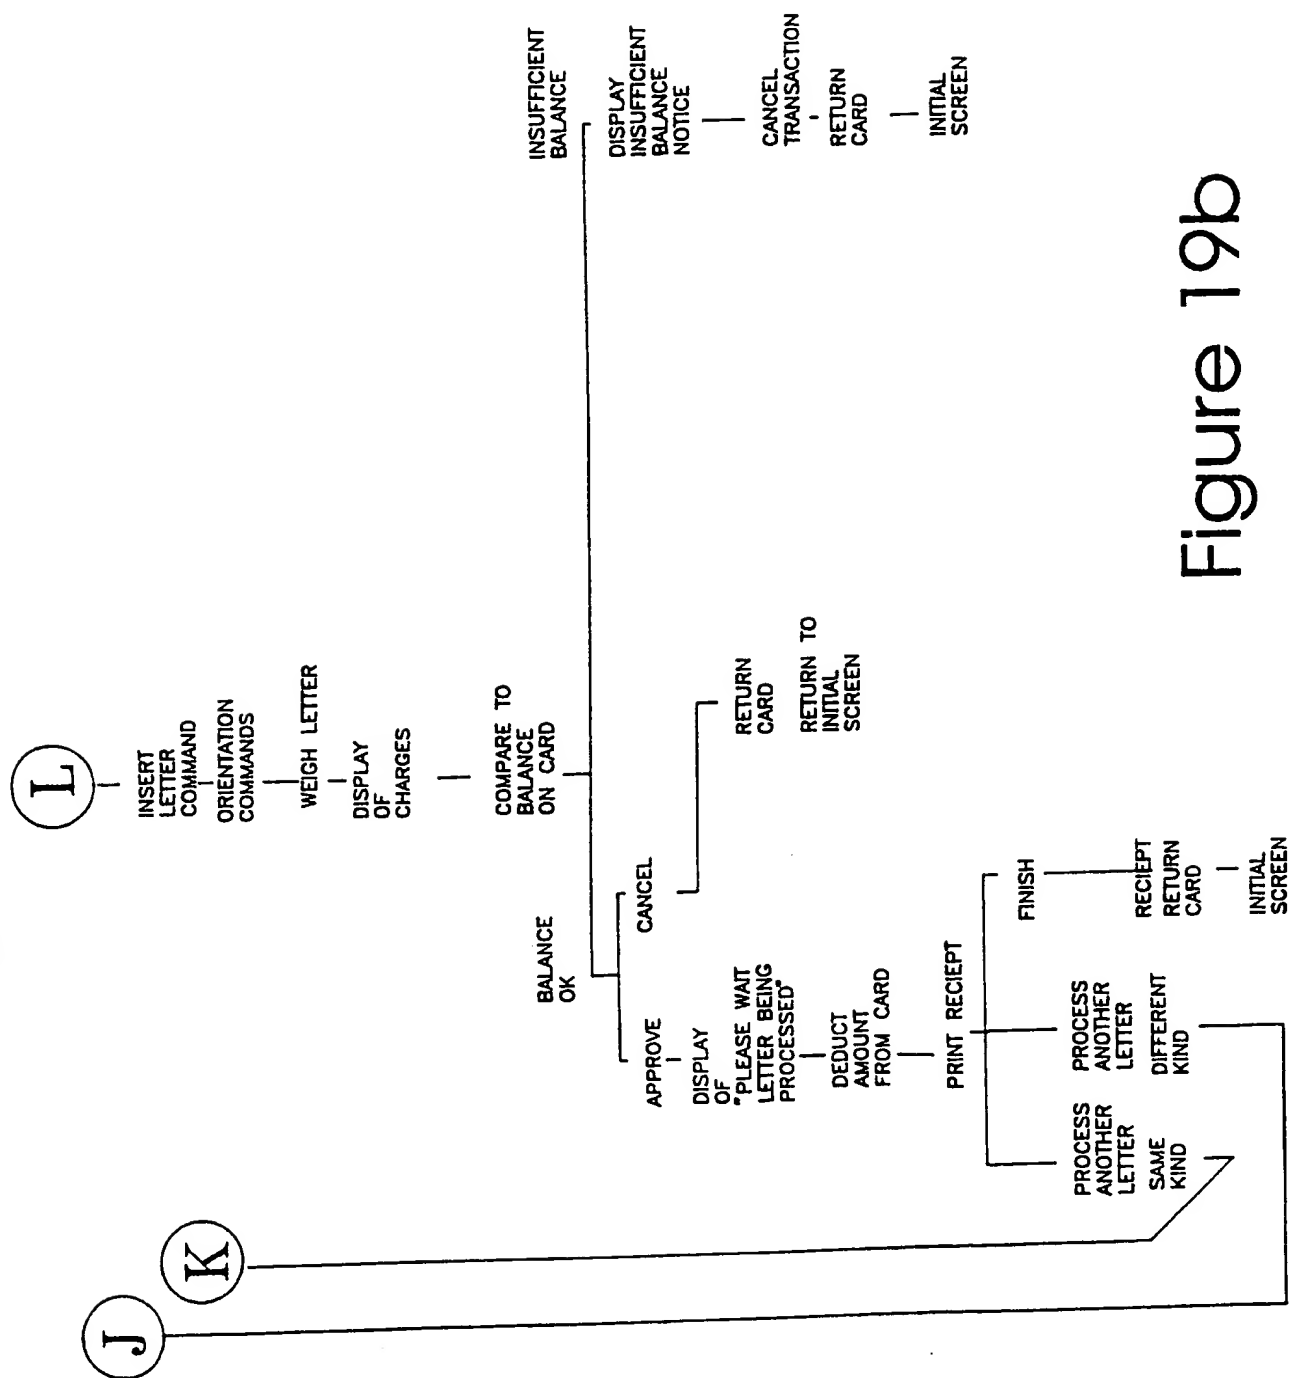 L
INSERT
LETTER
COMMAND
ORIENTATION
COMMANDS
WEIGH LETTER
DISPLAY
OF
CHARGES
COMPARE TO
BALANCE
ON CARD
BALANCE
OK
INSUFFICIENT
BALANCE
APPROVE
CANCEL
DISPLAY
OF
"PLEASE WAIT
LETTER BEING
PROCESSED"
DEDUCT
AMOUNT
FROM CARD
PRINT RECIEPT
RETURN
CARD
RETURN TO
INITIAL
SCREEN
DISPLAY
INSUFFICIENT
BALANCE
NOTICE
CANCEL
TRANSACTION
RETURN
CARD
INITIAL
SCREEN
PROCESS
ANOTHER
LETTER
SAME
KIND
PROCESS
ANOTHER
LETTER
DIFFERENT
KIND
FINISH
RECIEPT
RETURN
CARD
INITIAL
SCREEN
J
K
Figure 19b